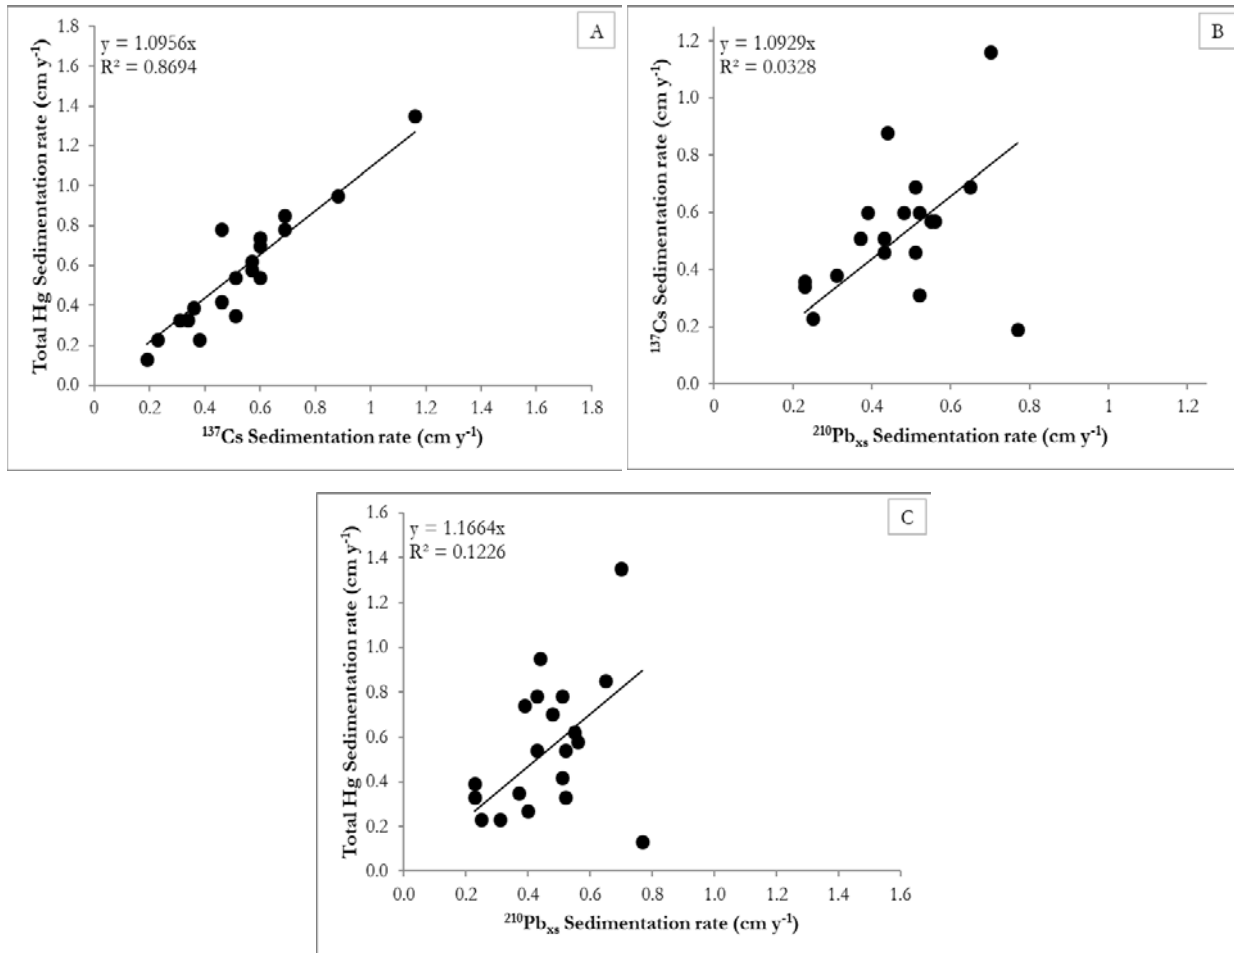 A
y = 1.0956x
R² = 0.8694
Total Hg Sedimentation rate (cm y⁻¹)
1.8
1.6
1.4
1.2
1.0
0.8
0.6
0.4
0.2
0.0
0 0.2 0.4 0.6 0.8 1 1.2 1.4 1.6 1.8
¹³⁷Cs Sedimentation rate (cm y⁻¹)
B
y = 1.0929x
R² = 0.0328
¹³⁷Cs Sedimentation rate (cm y⁻¹)
1.2
1.0
0.8
0.6
0.4
0.2
0.0
0 0.2 0.4 0.6 0.8 1 1.2
²¹⁰Pbxs Sedimentation rate (cm y⁻¹)
C
y = 1.1664x
R² = 0.1226
Total Hg Sedimentation rate (cm y⁻¹)
1.6
1.4
1.2
1.0
0.8
0.6
0.4
0.2
0.0
0.0 0.2 0.4 0.6 0.8 1.0 1.2 1.4 1.6
²¹⁰Pbxs Sedimentation rate (cm y⁻¹)